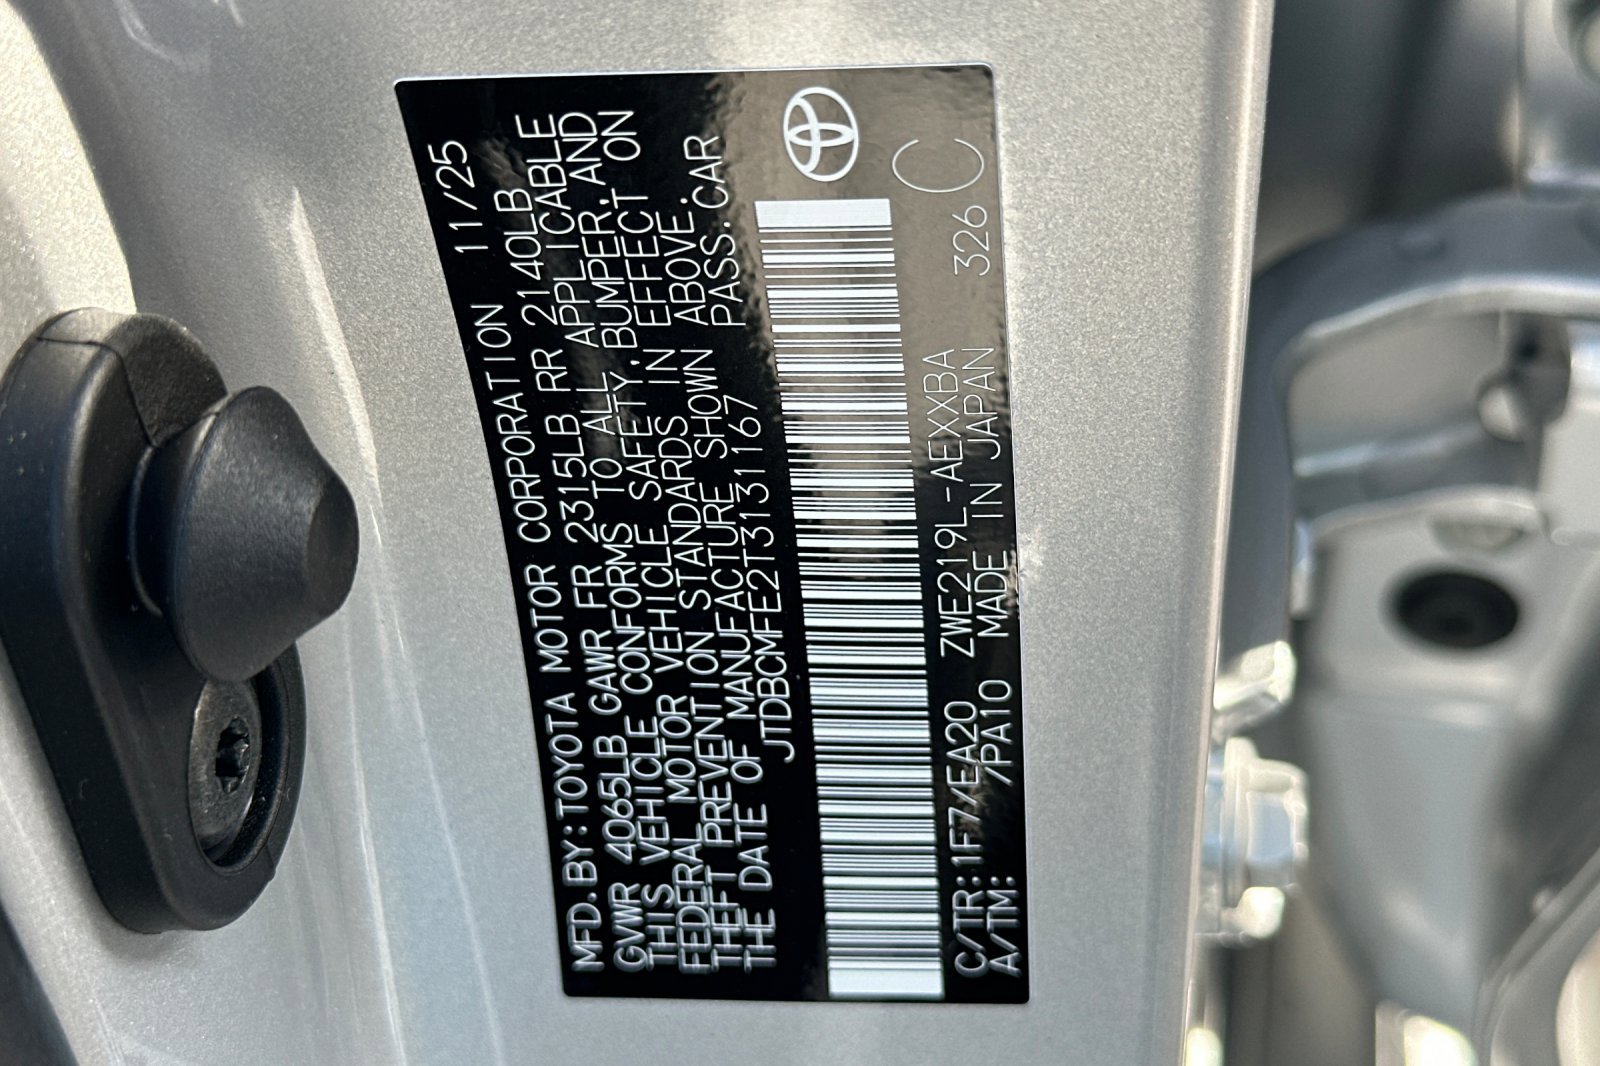 MFD.BY:TOYOTA MOTOR CORPORATION 11/25
GVWR 4065LB GAWR FR 2315LB RR 2140LB
THIS VEHICLE CONFORMS TO ALL APPLICABLE
FEDERAL MOTOR VEHICLE SAFETY,BUMPER,AND
THEFT PREVENTION STANDARDS IN EFFECT ON
THE DATE OF MANUFACTURE SHOWN ABOVE.
JTDBCMFE2T3131167 PASS.CAR
C/TR:1F7/EA20 ZWE219L-AEXXBA 326 C
A/TM: /PA10 MADE IN JAPAN